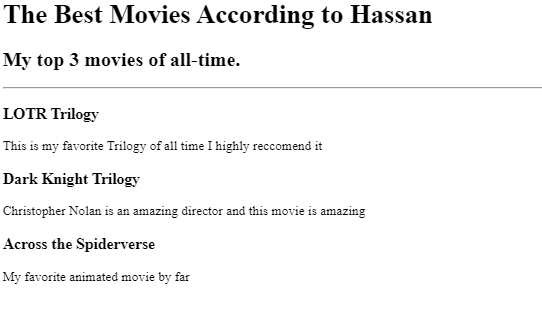 The Best Movies According to Hassan
My top 3 movies of all-time.
LOTR Trilogy
This is my favorite Trilogy of all time I highly reccomend it
Dark Knight Trilogy
Christopher Nolan is an amazing director and this movie is amazing
Across the Spiderverse
My favorite animated movie by far